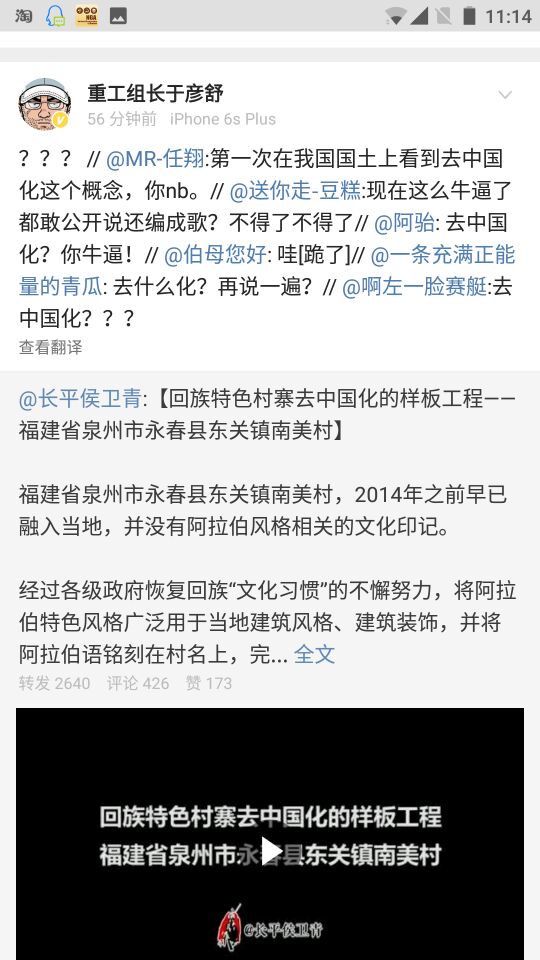 淘 NGA 11:14
重工组长于彦舒
56 分钟前 iPhone 6s Plus
？？？ // @MR-任翔:第一次在我国国土上看到去中国
化这个概念，你nb。// @送你走-豆糕:现在这么牛逼了
都敢公开说还编成歌？不得了不得了// @阿骀: 去中国
化？你牛逼！// @伯母您好: 哇[跪了]// @一条充满正能
量的青瓜: 去什么化？再说一遍？// @啊左一脸赛艇:去
中国化？？？
查看翻译
@长平侯卫青:【回族特色村寨去中国化的样板工程——
福建省泉州市永春县东关镇南美村】
福建省泉州市永春县东关镇南美村，2014年之前早已
融入当地，并没有阿拉伯风格相关的文化印记。
经过各级政府恢复回族“文化习惯”的不懈努力，将阿拉
伯特色风格广泛用于当地建筑风格、建筑装饰，并将
阿拉伯语铭刻在村名上，完... 全文
转发 2640 评论 426 赞 173
回族特色村寨去中国化的样板工程
福建省泉州市永春县东关镇南美村
@长平侯卫青